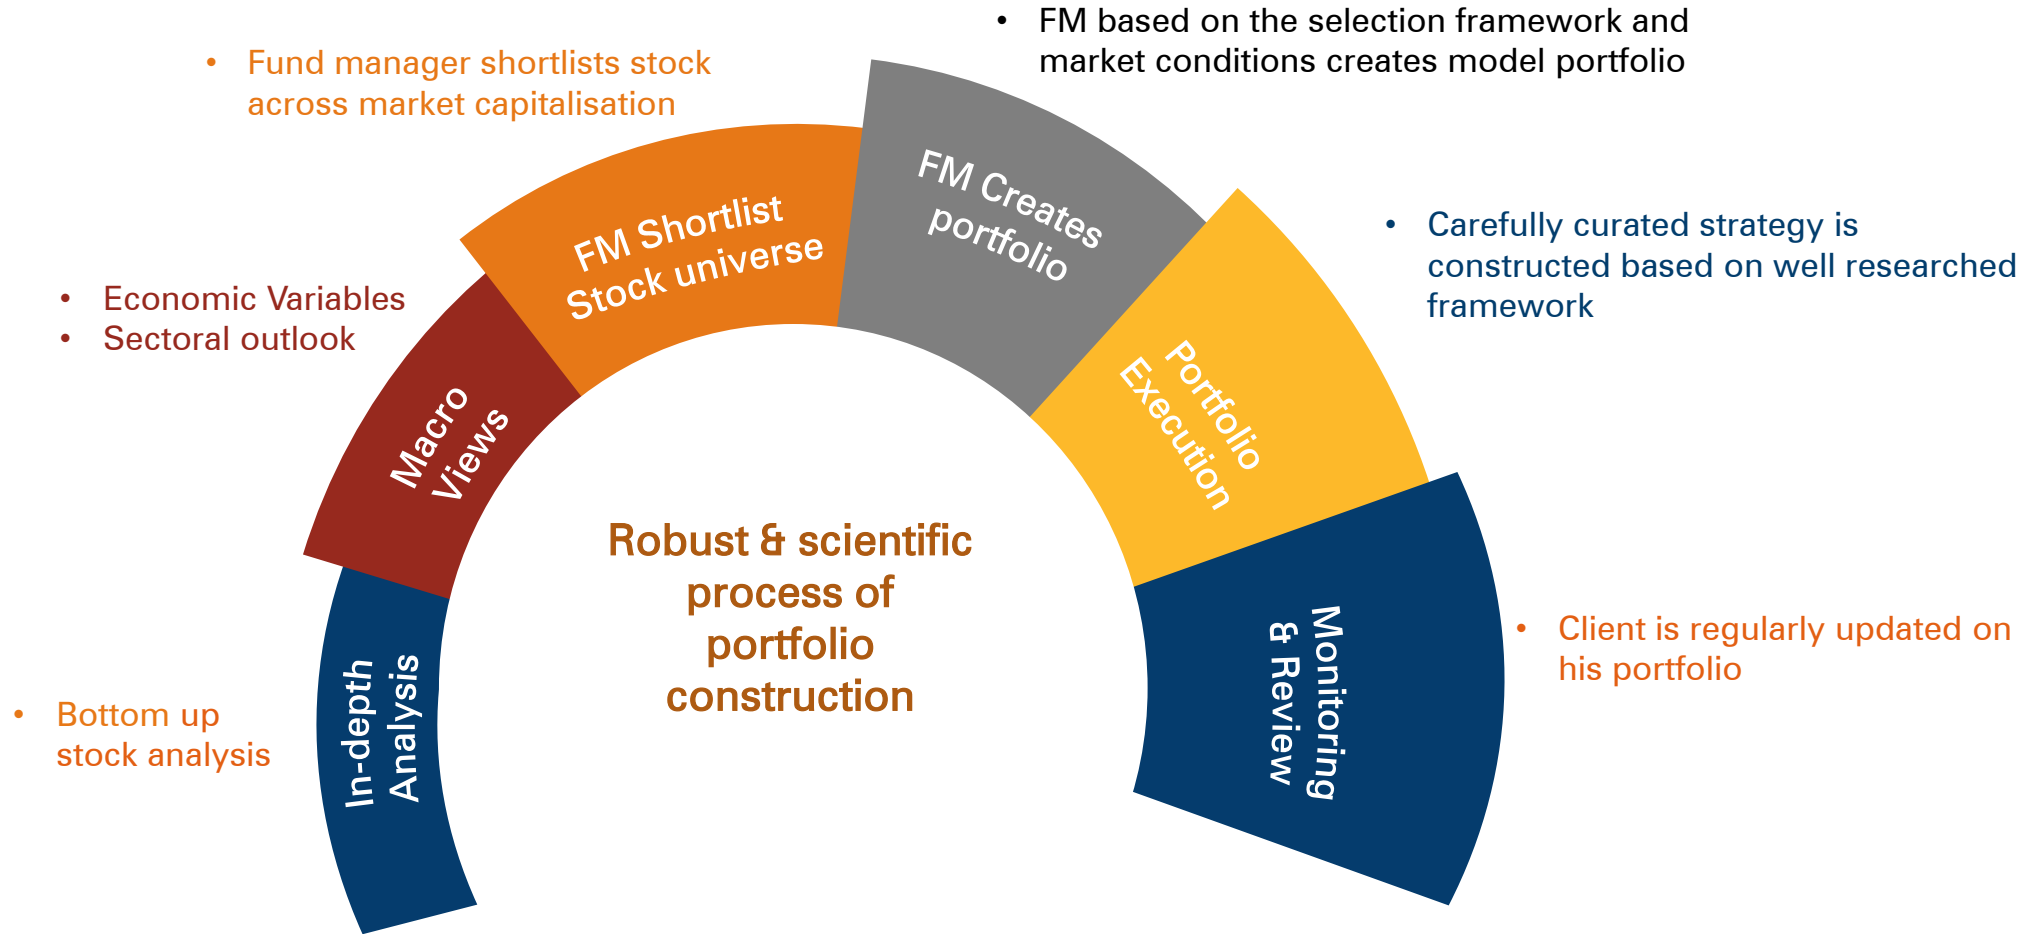 • FM based on the selection framework and
market conditions creates model portfolio
• Fund manager shortlists stock
across market capitalisation
FM Creates
portfolio
FM Shortlist
Stock universe
• Carefully curated strategy is
constructed based on well researched
framework
• Economic Variables
• Sectoral outlook
Portfolio
Execution
Macro
Views
Robust & scientific
process of
portfolio
construction
Monitoring
& Review
• Client is regularly updated on
his portfolio
In-depth
Analysis
• Bottom up
stock analysis